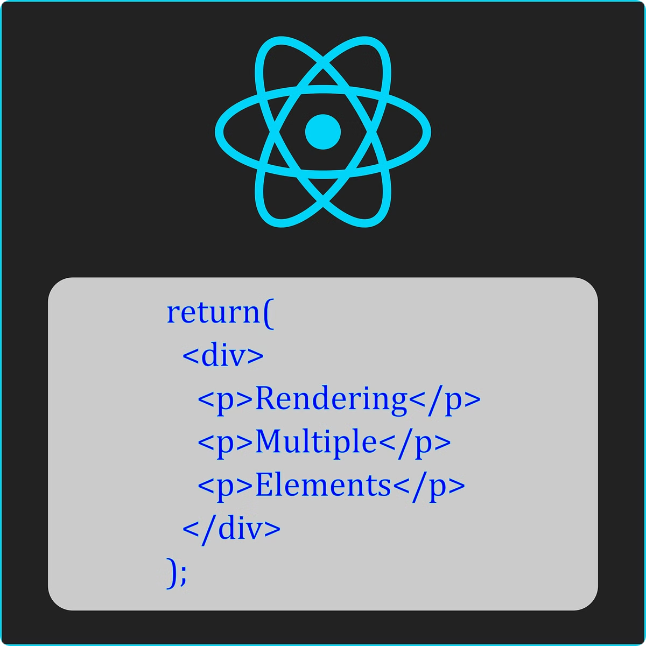 return(
<div>
<p>Rendering</p>
<p>Multiple</p>
<p>Elements</p>
</div>
);